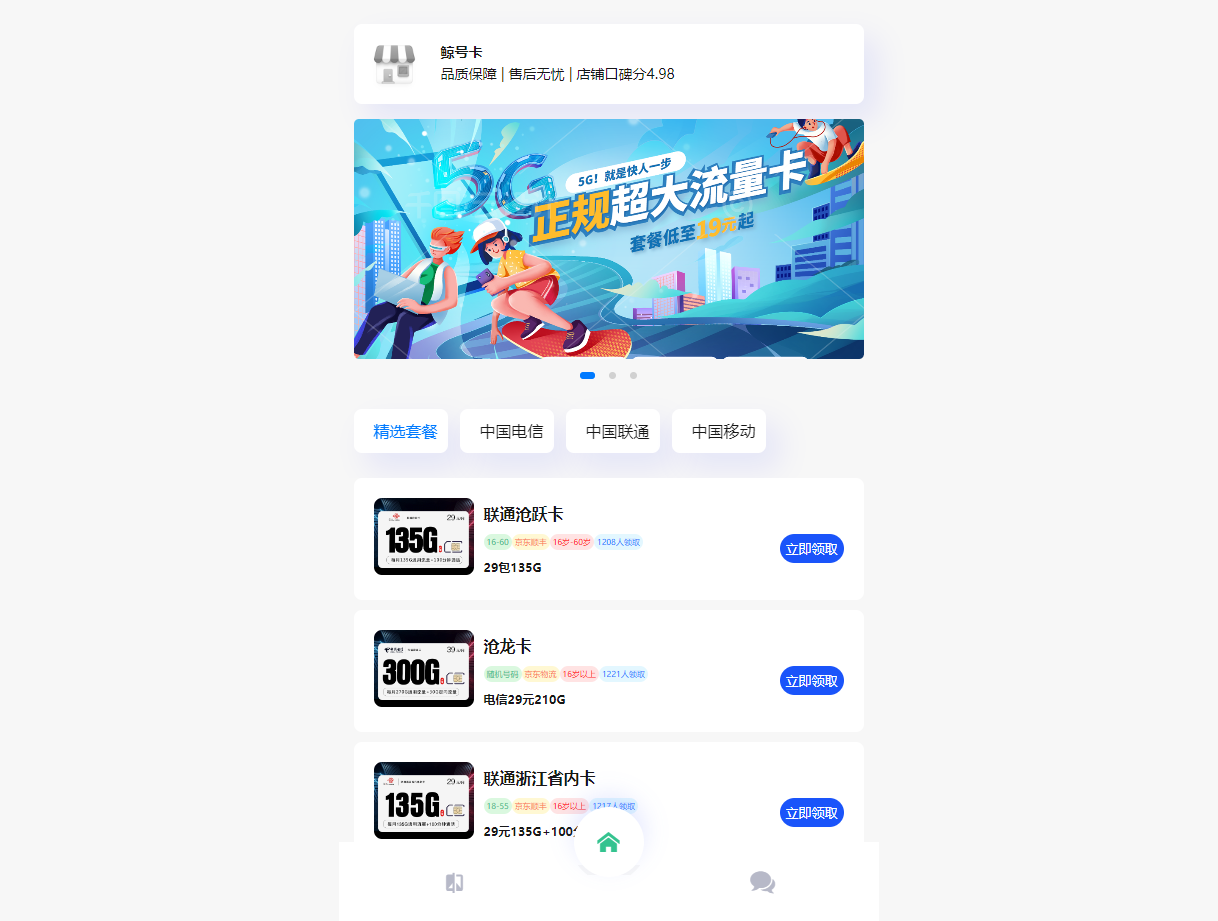 鲸号卡
品质保障 | 售后无忧 | 店铺口碑分4.98
5G
5G！就是快人一步
正规超大流量卡
套餐低至19元起
精选套餐
中国电信
中国联通
中国移动
135G
29
联通沧跃卡
16-60 京东顺丰 16岁-60岁 1208人领取
29包135G
立即领取
300G
39
沧龙卡
随机号码 京东物流 16岁以上 1221人领取
电信29元210G
立即领取
135G
29
联通浙江省内卡
18-55 京东顺丰 16岁以上 1217人领取
29元135G+100
立即领取